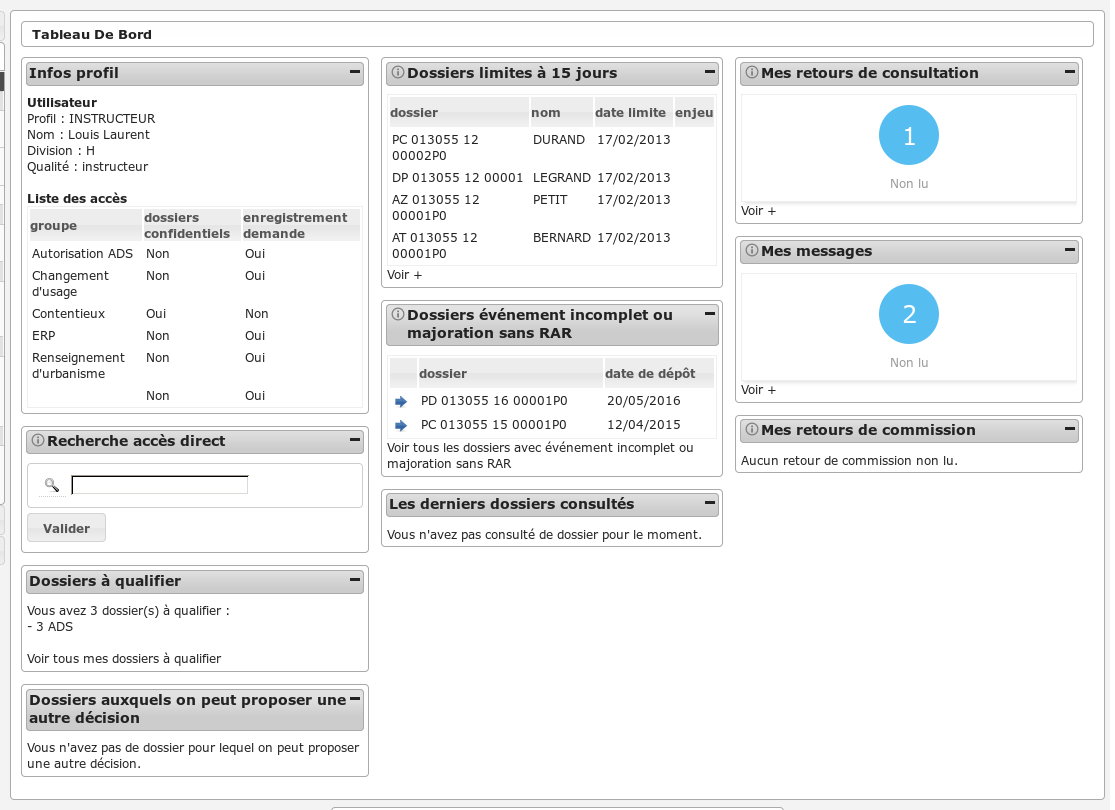 Tableau De Bord
Infos profil
Utilisateur
Profil : INSTRUCTEUR
Nom : Louis Laurent
Division : H
Qualité : instructeur
Liste des accès
groupe dossiers confidentiels enregistrement demande
Autorisation ADS Non Oui
Changement d'usage Non Oui
Contentieux Oui Non
ERP Non Oui
Renseignement d'urbanisme Non Oui
Non Oui
Recherche accès direct
Valider
Dossiers à qualifier
Vous avez 3 dossier(s) à qualifier :
- 3 ADS
Voir tous mes dossiers à qualifier
Dossiers auxquels on peut proposer une
autre décision
Vous n'avez pas de dossier pour lequel on peut proposer
une autre décision.
Dossiers limites à 15 jours
dossier nom date limite enjeu
PC 013055 12 00002P0 DURAND 17/02/2013
DP 013055 12 00001 LEGRAND 17/02/2013
AZ 013055 12 00001P0 PETIT 17/02/2013
AT 013055 12 00001P0 BERNARD 17/02/2013
Voir +
Dossiers événement incomplet ou
majoration sans RAR
dossier date de dépôt
PD 013055 16 00001P0 20/05/2016
PC 013055 15 00001P0 12/04/2015
Voir tous les dossiers avec événement incomplet ou
majoration sans RAR
Les derniers dossiers consultés
Vous n'avez pas consulté de dossier pour le moment.
Mes retours de consultation
1
Non lu
Voir +
Mes messages
2
Non lu
Voir +
Mes retours de commission
Aucun retour de commission non lu.